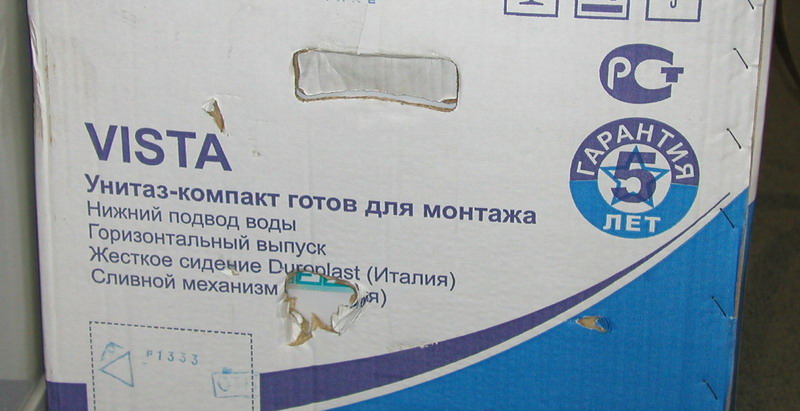 РСТ
VISTA
ГАРАНТИЯ
5
ЛЕТ
Унитаз-компакт готов для монтажа
Нижний подвод воды
Горизонтальный выпуск
Жесткое сидение Duroplast (Италия)
Сливной механизм
F1333